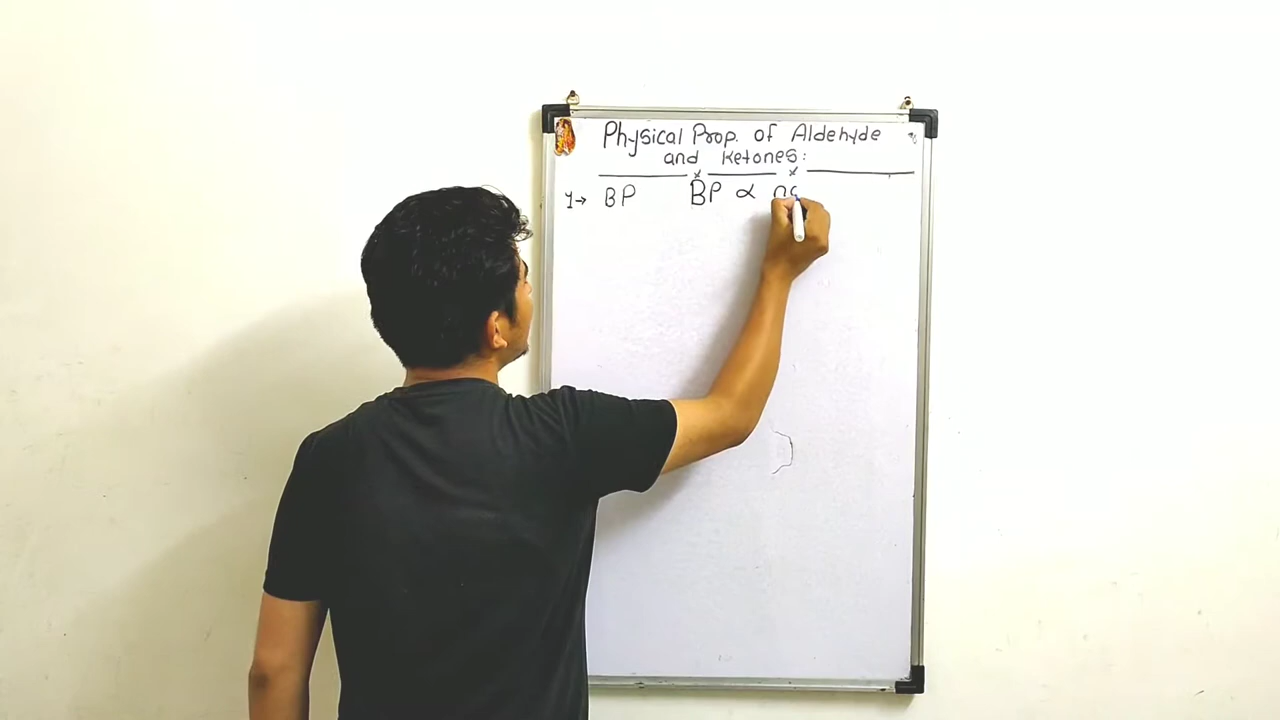 Physical Prop. of Aldehyde
and Ketones:
1→ BP BP ∝